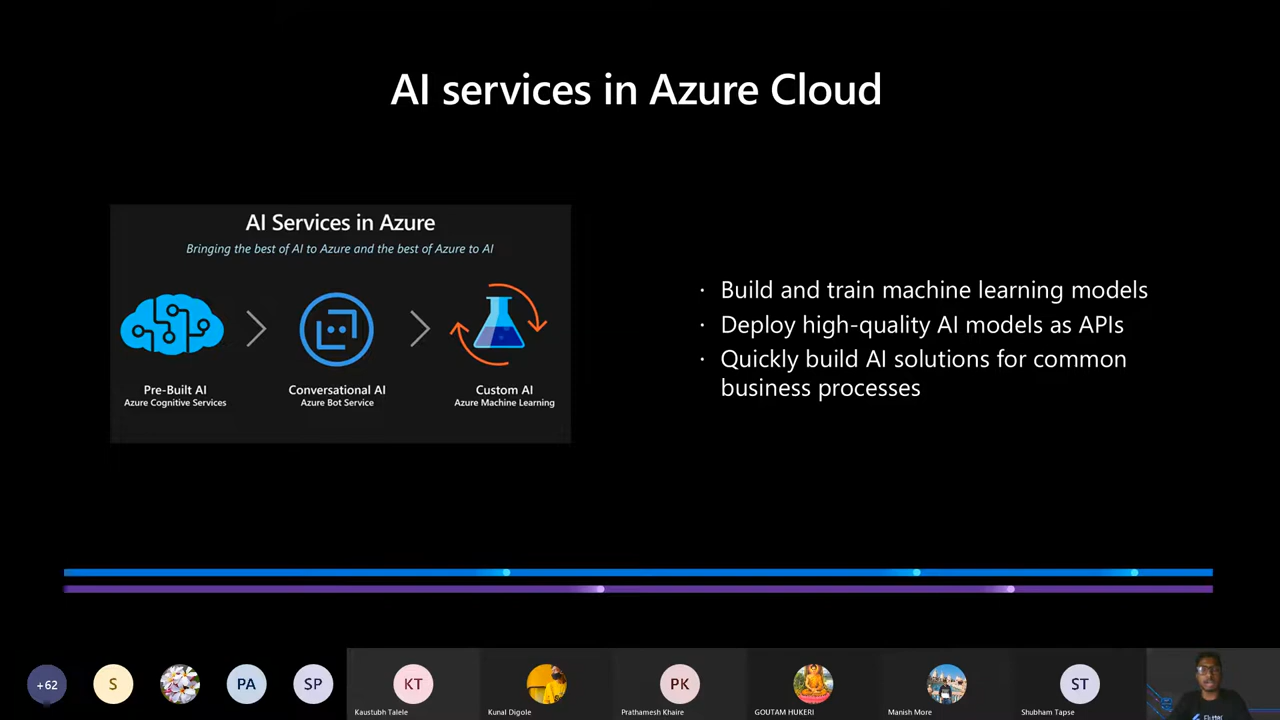 AI services in Azure Cloud
AI Services in Azure
Bringing the best of AI to Azure and the best of Azure to AI
Pre-Built AI
Azure Cognitive Services
Conversational AI
Azure Bot Service
Custom AI
Azure Machine Learning
· Build and train machine learning models
· Deploy high-quality AI models as APIs
· Quickly build AI solutions for common
business processes
+62
S
PA
SP
KT
Kaustubh Talele
Kunal Digole
PK
Prathamesh Khaire
GOUTAM HUKERI
Manish More
ST
Shubham Tapse
Flutter